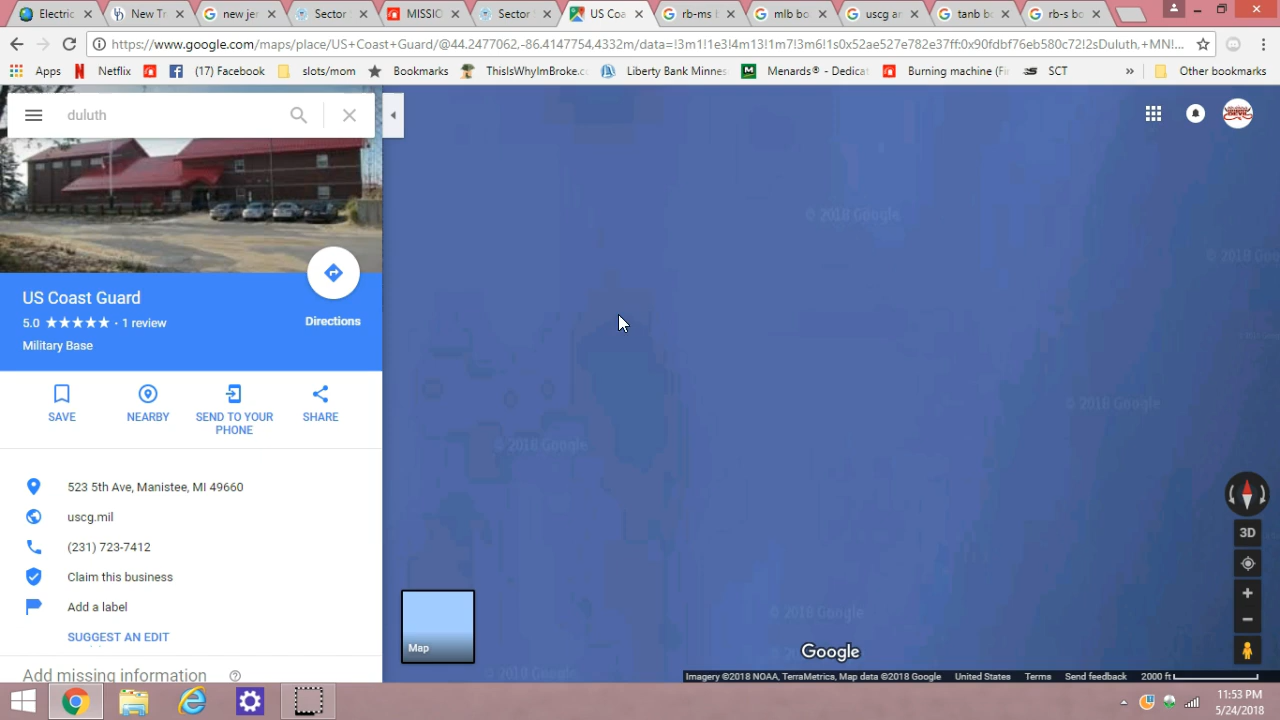 Electric
New Tr
new jer
Sector
MISSIO
Sector
US Coa
rb-ms b
mlb bo
uscg an
tanb bo
rb-s bo
https://www.google.com/maps/place/US+Coast+Guard/@44.2477062,-86.4147754,4332m/data=!3m1!1e3!4m13!1m7!3m6!1s0x52ae527e782e37ff:0x90fdbf76eb580c72!2sDuluth,+MN!...
Apps
Netflix
(17) Facebook
slots/mom
Bookmarks
ThisIsWhyImBroke.c
Liberty Bank Minnes
Menards® - Dedicat
Burning machine (Fi
SCT
»
Other bookmarks
duluth
US Coast Guard
5.0 ★★★★★ · 1 review
Directions
Military Base
SAVE
NEARBY
SEND TO YOUR
PHONE
SHARE
523 5th Ave, Manistee, MI 49660
uscg.mil
(231) 723-7412
Claim this business
Add a label
SUGGEST AN EDIT
Add missing information
© 2018 Google
© 2018 Goo
© 2018 Google
© 2018 Google
© 2018 Google
© 2018 Google
Map
3D
Google
Imagery ©2018 NOAA, TerraMetrics, Map data ©2018 Google
United States
Terms
Send feedback
2000 ft
11:53 PM
5/24/2018